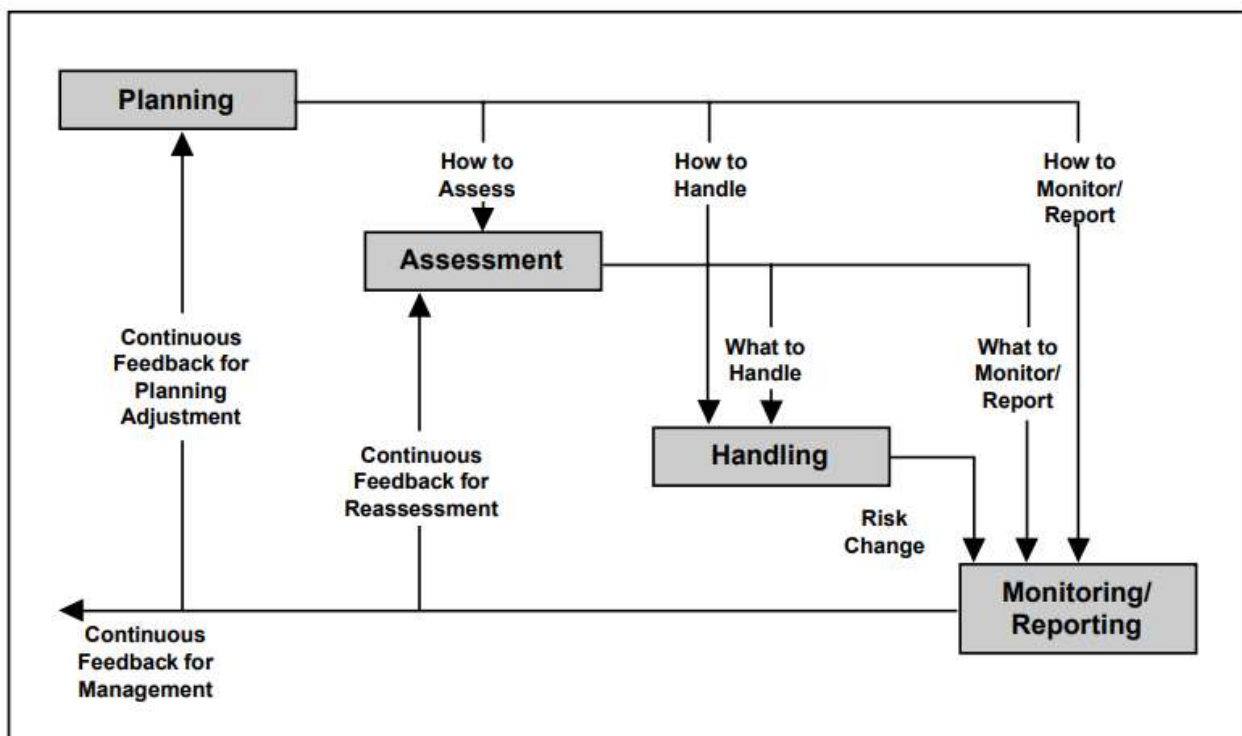 Planning
How to
Assess
How to
Handle
How to
Monitor/
Report
Assessment
Continuous
Feedback for
Planning
Adjustment
What to
Handle
What to
Monitor/
Report
Continuous
Feedback for
Reassessment
Handling
Risk
Change
Monitoring/
Reporting
Continuous
Feedback for
Management